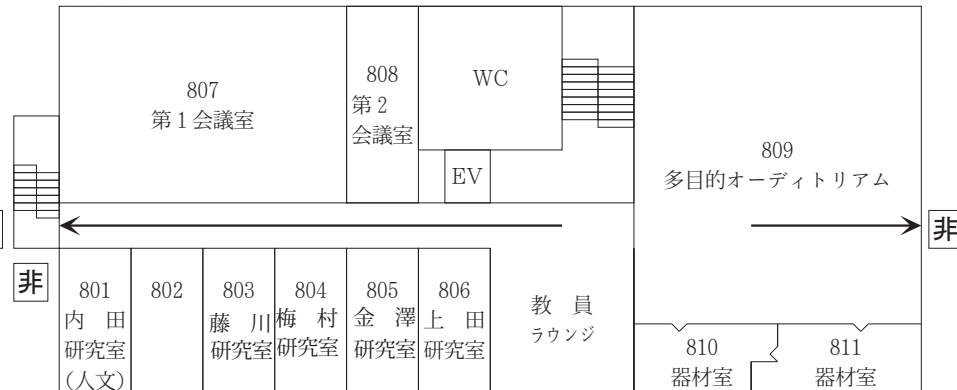 807
第1会議室
808
第2
会議室
WC
EV
809
多目的オーディトリアム
非
非
801
内田
研究室
(人文)
802
803
藤川
研究室
804
梅村
研究室
805
金澤
研究室
806
上田
研究室
教員
ラウンジ
810
器材室
811
器材室